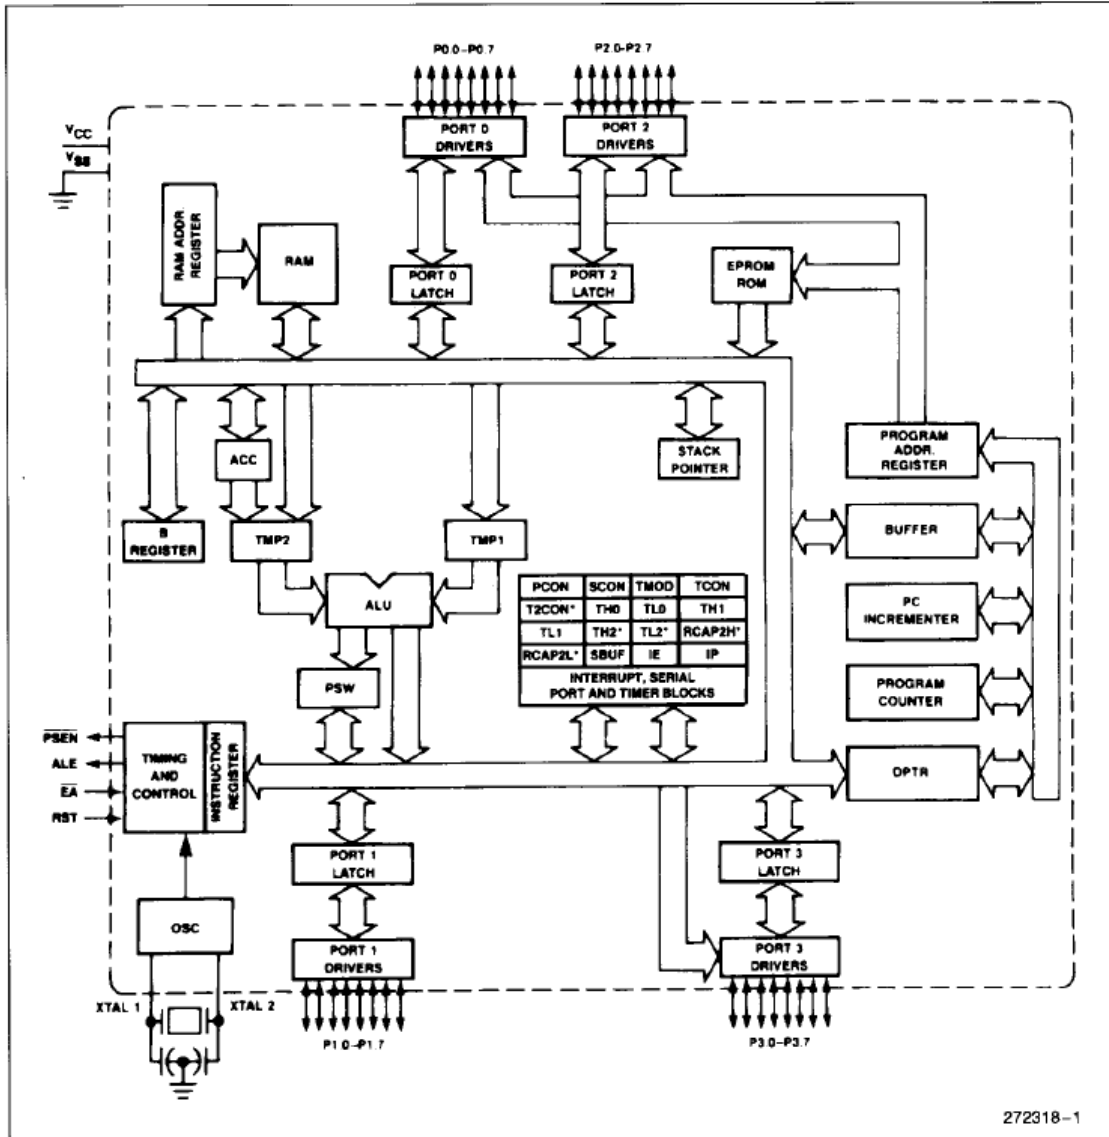 P0.0–P0.7
P2.0–P2.7
VCC
VSS
PORT 0
DRIVERS
PORT 2
DRIVERS
RAM ADDR.
REGISTER
RAM
PORT 0
LATCH
PORT 2
LATCH
EPROM
ROM
ACC
STACK
POINTER
PROGRAM
ADDR.
REGISTER
B
REGISTER
TMP2
TMP1
BUFFER
ALU
PCON SCON TMOD TCON
T2CON* TH0 TL0 TH1
TL1 TH2* TL2* RCAP2H*
RCAP2L* SBUF IE IP
INTERRUPT, SERIAL
PORT AND TIMER BLOCKS
PC
INCREMENTER
PSW
PROGRAM
COUNTER
PSEN
ALE
EA
RST
TIMING
AND
CONTROL
INSTRUCTION
REGISTER
DPTR
PORT 1
LATCH
PORT 3
LATCH
OSC
PORT 1
DRIVERS
PORT 3
DRIVERS
XTAL 1
XTAL 2
P1.0–P1.7
P3.0–P3.7
272318–1